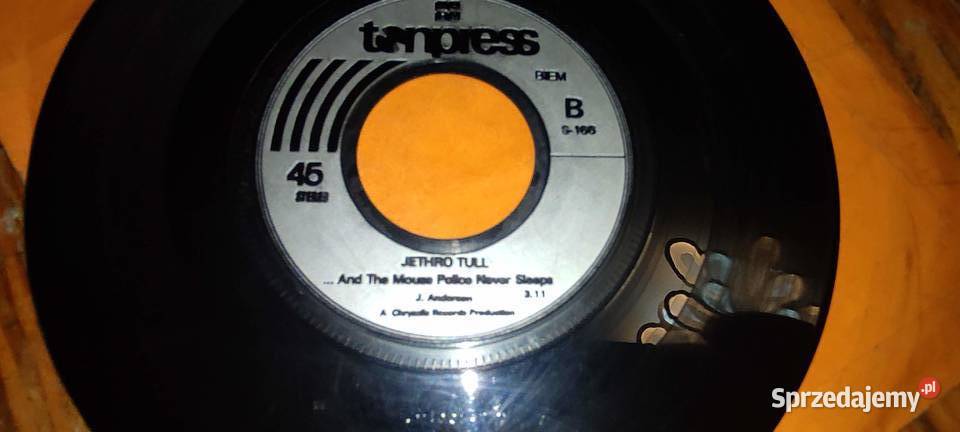 tonpress
BIEM
B
S-166
45
STEREO
JETHRO TULL
... And The Mouse Police Never Sleeps
3.11
J. Anderson
A Chrysalis Records Production
Sprzedajemy.pl